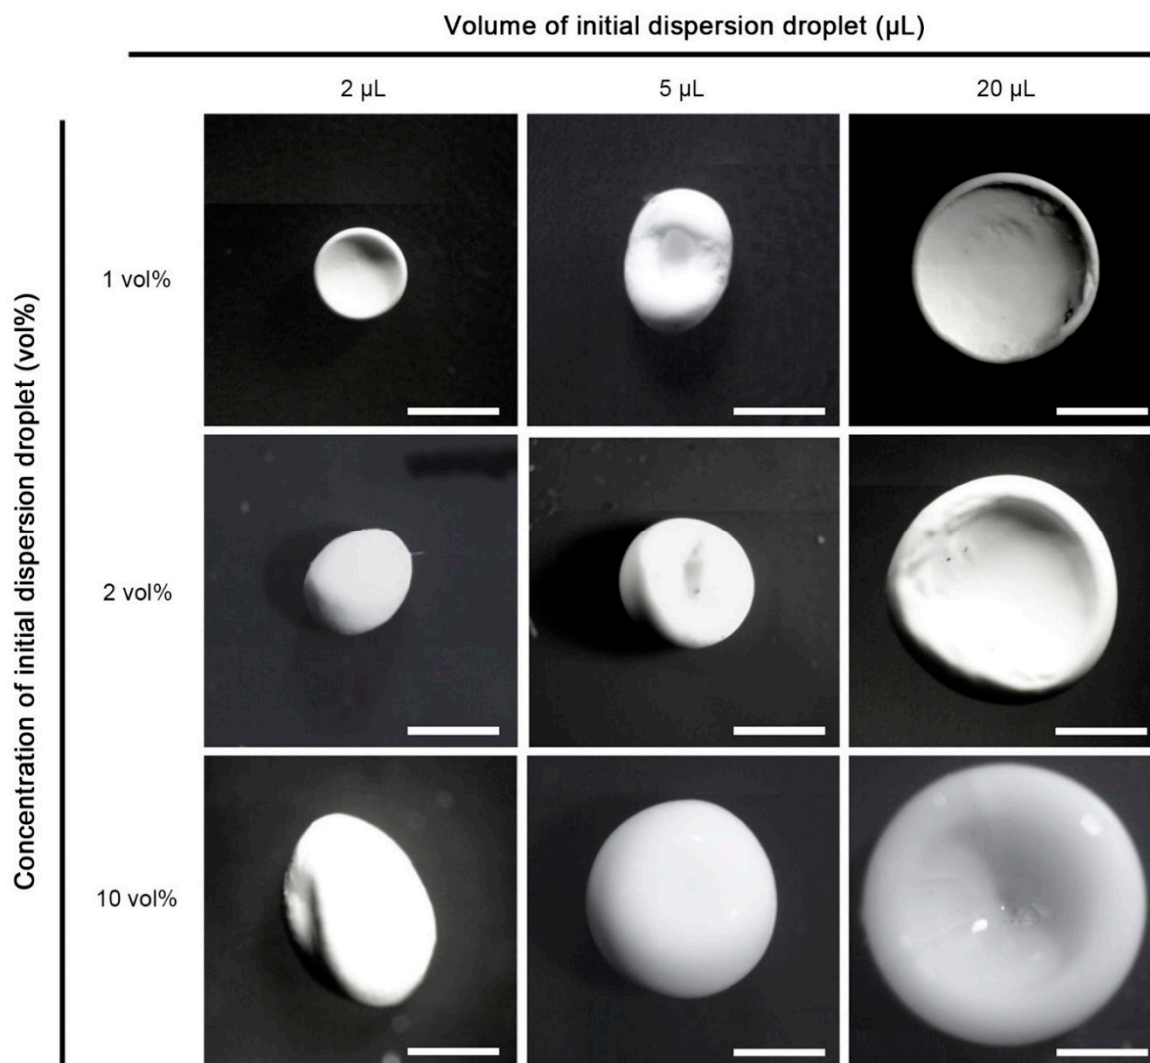 Volume of initial dispersion droplet (µL)
2 µL
5 µL
20 µL
Concentration of initial dispersion droplet (vol%)
1 vol%
2 vol%
10 vol%